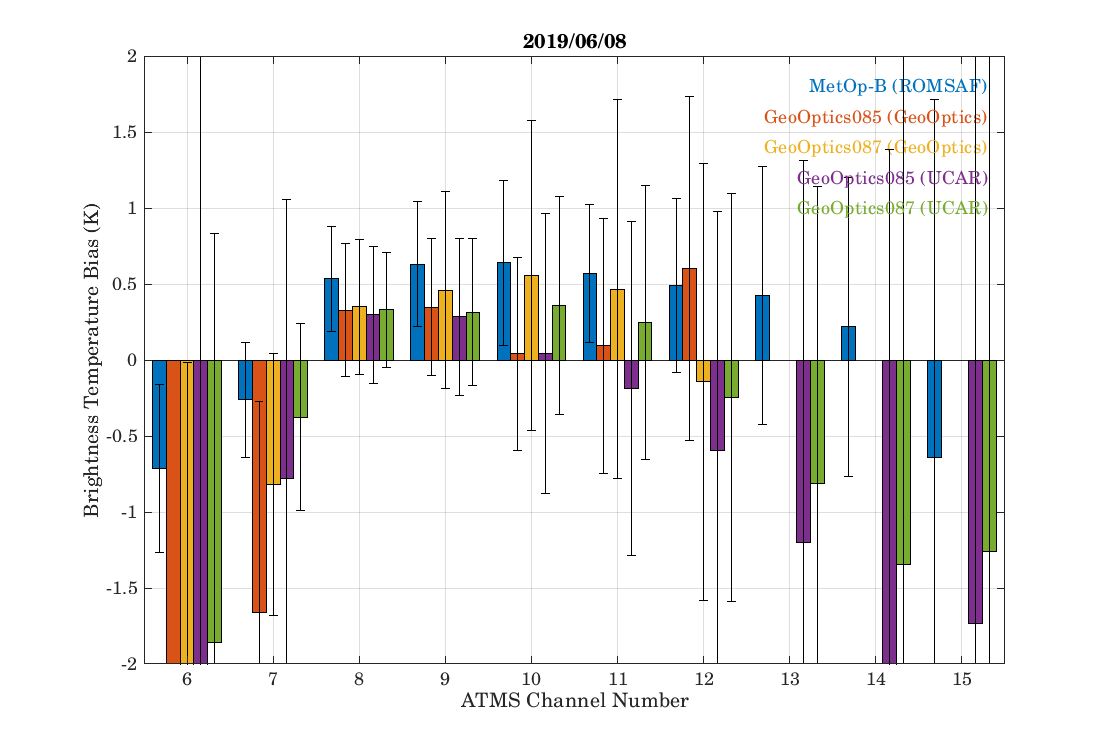 2019/06/08
MetOp-B (ROMSAF)
GeoOptics085 (GeoOptics)
GeoOptics087 (GeoOptics)
GeoOptics085 (UCAR)
GeoOptics087 (UCAR)
Brightness Temperature Bias (K)
2
1.5
1
0.5
0
-0.5
-1
-1.5
-2
6 7 8 9 10 11 12 13 14 15
ATMS Channel Number